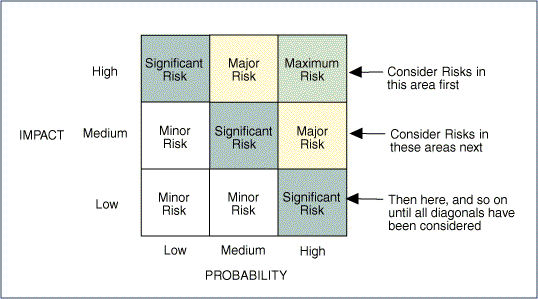 High
Significant
Risk
Major
Risk
Maximum
Risk
Consider Risks in
this area first
IMPACT
Medium
Minor
Risk
Significant
Risk
Major
Risk
Consider Risks in
these areas next
Low
Minor
Risk
Minor
Risk
Significant
Risk
Then here, and so on
until all diagonals have
been considered
Low
Medium
High
PROBABILITY